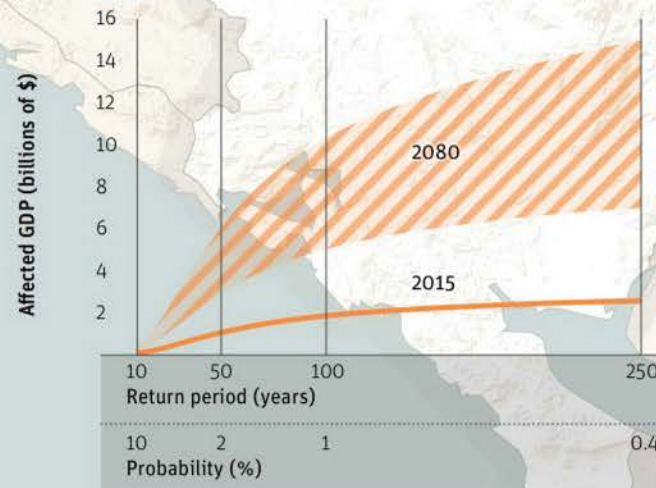 Affected GDP (billions of $)
16
14
12
10
8
6
4
2
2080
2015
10 50 100 250
Return period (years)
10 2 1 0.4
Probability (%)